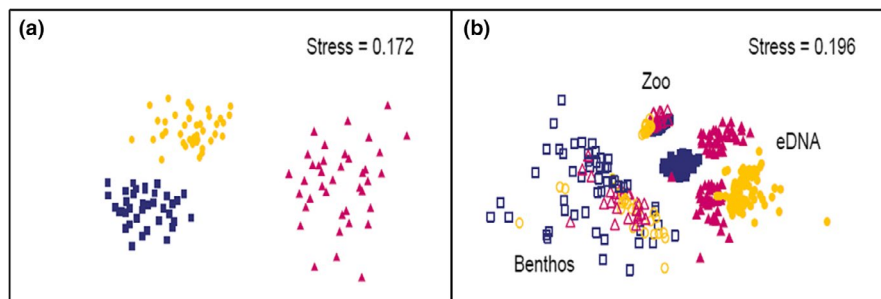 (a)
Stress = 0.172
(b)
Stress = 0.196
Zoo
eDNA
Benthos